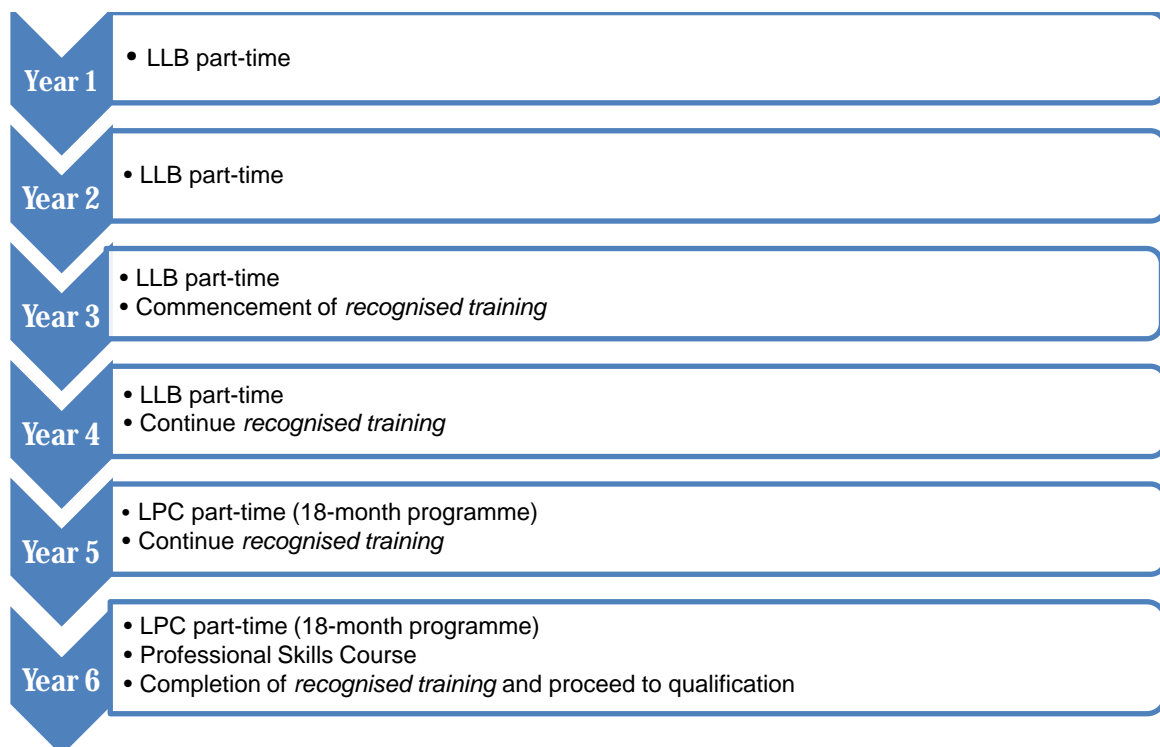 Year 1
• LLB part-time
Year 2
• LLB part-time
Year 3
• LLB part-time
• Commencement of recognised training
Year 4
• LLB part-time
• Continue recognised training
Year 5
• LPC part-time (18-month programme)
• Continue recognised training
Year 6
• LPC part-time (18-month programme)
• Professional Skills Course
• Completion of recognised training and proceed to qualification